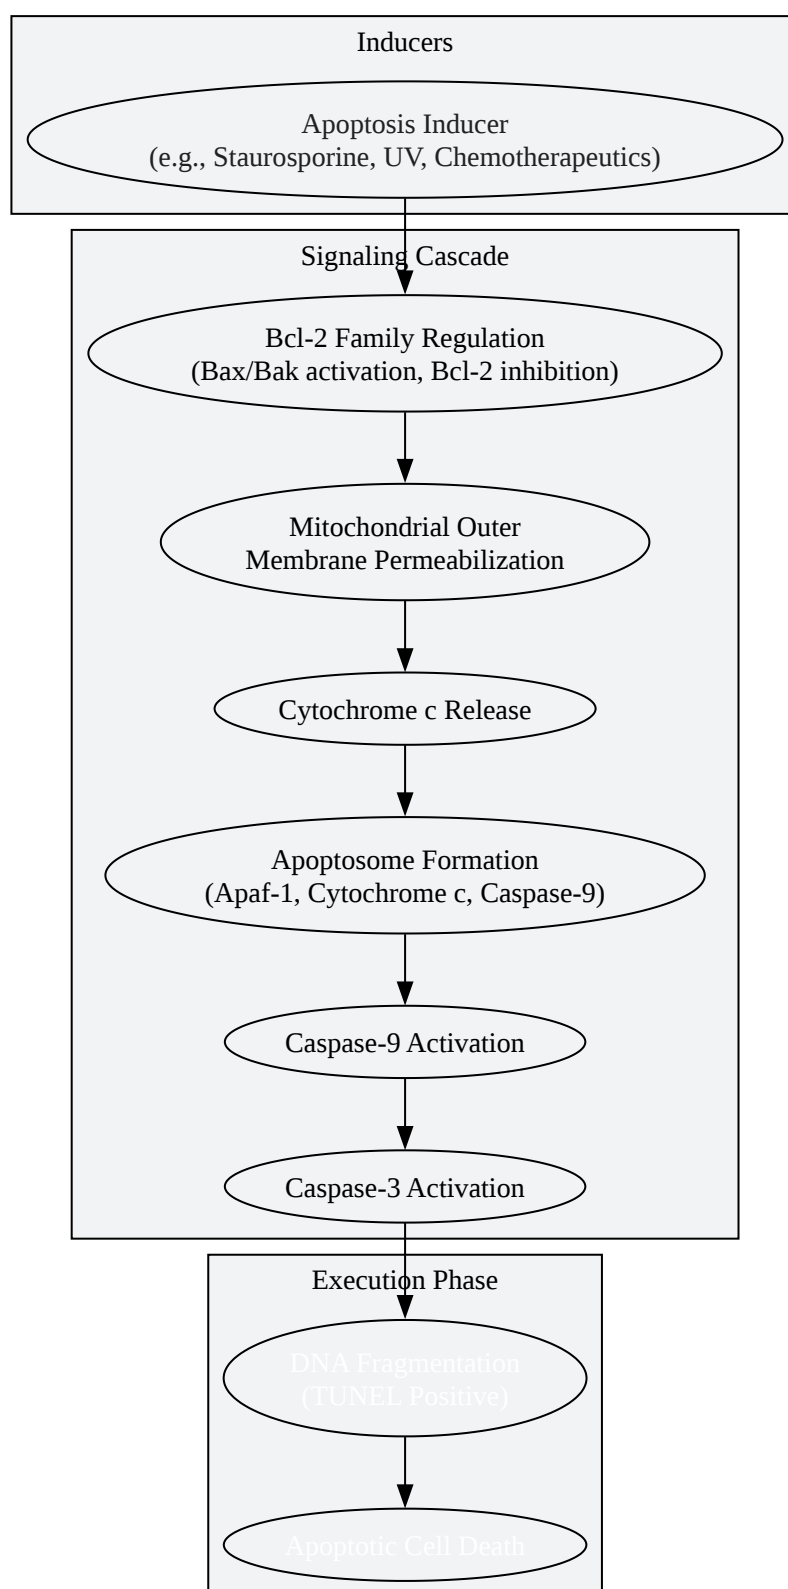 Inducers
Apoptosis Inducer
(e.g., Staurosporine, UV, Chemotherapeutics)
Signaling Cascade
Bcl-2 Family Regulation
(Bax/Bak activation, Bcl-2 inhibition)
Mitochondrial Outer
Membrane Permeabilization
Cytochrome c Release
Apoptosome Formation
(Apaf-1, Cytochrome c, Caspase-9)
Caspase-9 Activation
Caspase-3 Activation
Execution Phase
DNA Fragmentation
(TUNEL Positive)
Apoptotic Cell Death